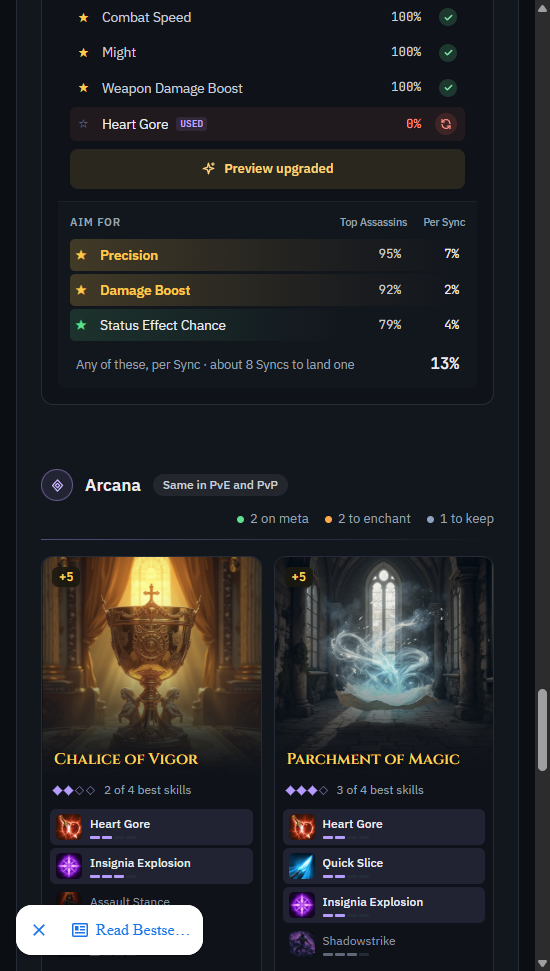 Combat Speed 100%
Might 100%
Weapon Damage Boost 100%
Heart Gore USED 0%
Preview upgraded
AIM FOR Top Assassins Per Sync
Precision 95% 7%
Damage Boost 92% 2%
Status Effect Chance 79% 4%
Any of these, per Sync · about 8 Syncs to land one 13%
Arcana Same in PvE and PvP
2 on meta 2 to enchant 1 to keep
+5
CHALICE OF VIGOR
2 of 4 best skills
Heart Gore
Insignia Explosion
Assault Stance
+5
PARCHMENT OF MAGIC
3 of 4 best skills
Heart Gore
Quick Slice
Insignia Explosion
Shadowstrike
Read Bestse...